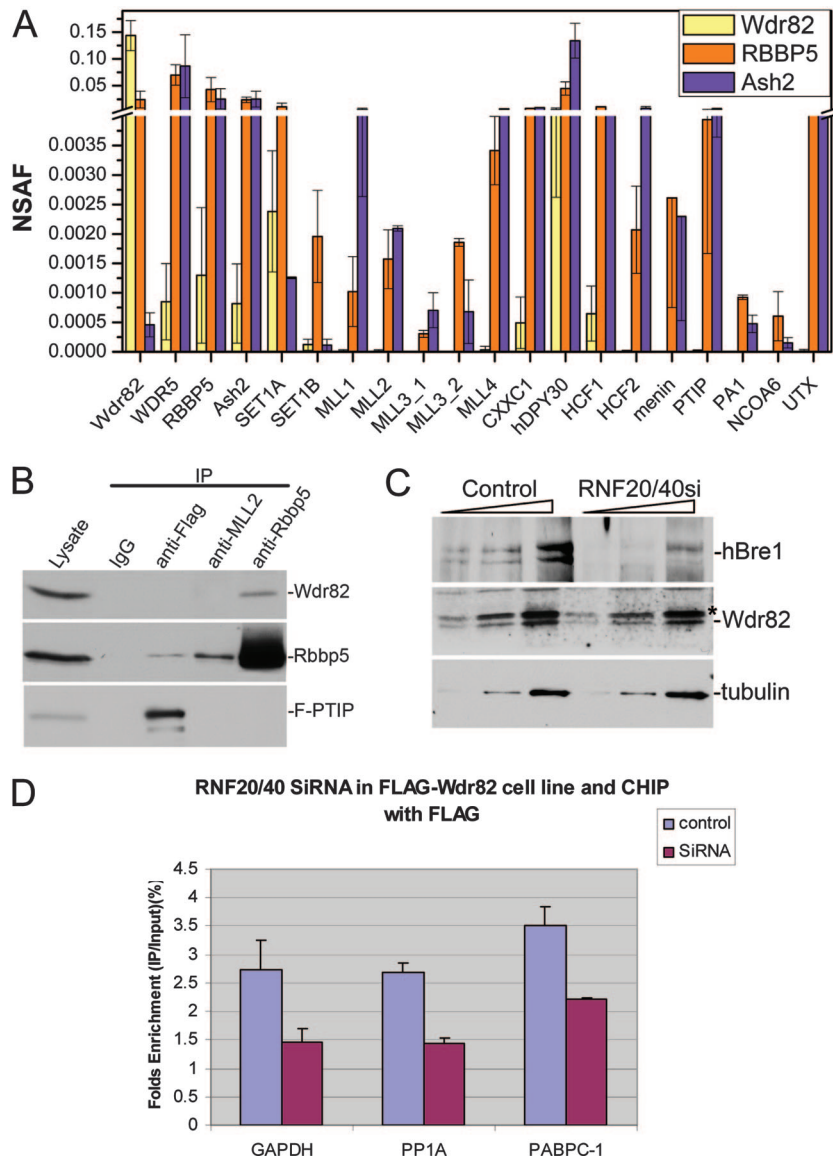 A
Wdr82
RBBP5
Ash2
NSAF
0.15
0.10
0.05
0.0035
0.0030
0.0025
0.0020
0.0015
0.0010
0.0005
0.0000
Wdr82
WDR5
RBBP5
Ash2
SET1A
SET1B
MLL1
MLL2
MLL3_1
MLL3_2
MLL4
CXXC1
hDPY30
HCF1
HCF2
menin
PTIP
PA1
NCOA6
UTX
B
IP
Lysate
IgG
anti-Flag
anti-MLL2
anti-Rbbp5
-Wdr82
-Rbbp5
-F-PTIP
C
Control RNF20/40si
-hBre1
*
-Wdr82
-tubulin
D
RNF20/40 SiRNA in FLAG-Wdr82 cell line and CHIP
with FLAG
control
SiRNA
Folds Enrichment (IP/Input)(%)
4.5
4
3.5
3
2.5
2
1.5
1
0.5
0
GAPDH PP1A PABPC-1